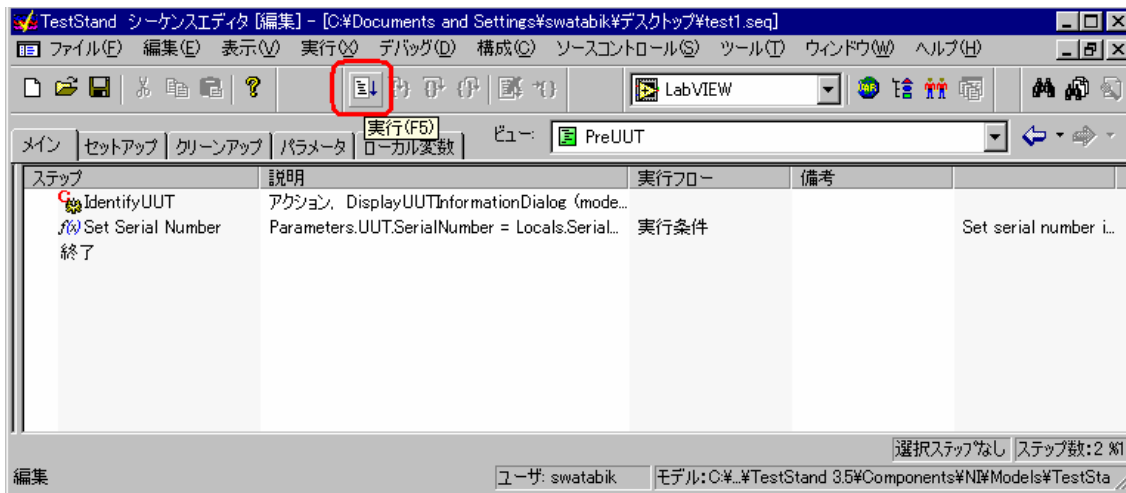 TestStand シーケンスエディタ [編集] - [C:¥Documents and Settings¥swatabik¥デスクトップ¥test1.seq]
ファイル(F) 編集(E) 表示(V) 実行(X) デバッグ(D) 構成(C) ソースコントロール(S) ツール(T) ウィンドウ(W) ヘルプ(H)
LabVIEW
実行(F5)
メイン セットアップ クリーンアップ パラメータ ローカル変数 ビュー: PreUUT
ステップ 説明 実行フロー 備考
IdentifyUUT アクション, DisplayUUTInformationDialog (mode...
f(x) Set Serial Number Parameters.UUT.SerialNumber = Locals.Serial... 実行条件 Set serial number i...
終了
選択ステップなし ステップ数:2
編集 ユーザ: swatabik モデル:C:¥...¥TestStand 3.5¥Components¥NI¥Models¥TestSta